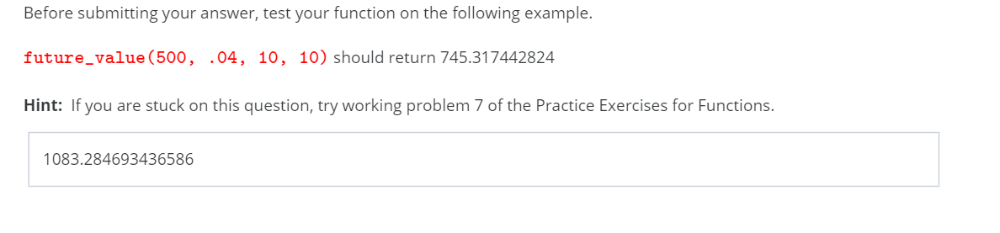 Before submitting your answer, test your function on the following example.
future_value(500, .04, 10, 10) should return 745.317442824
Hint: If you are stuck on this question, try working problem 7 of the Practice Exercises for Functions.
1083.284693436586